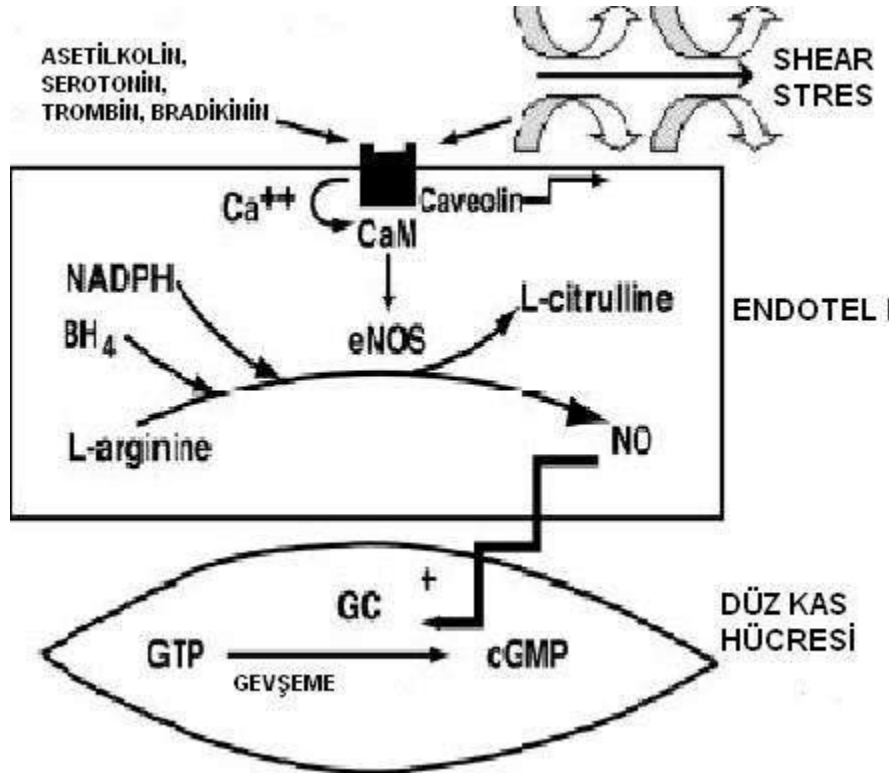 ASETİLKOLİN,
SEROTONİN,
TROMBİN, BRADİKİNİN
SHEAR
STRES
Ca++
Caveolin
CaM
NADPH
L-citrulline
BH4
eNOS
ENDOTEL
L-arginine
NO
+
GC
GTP
cGMP
GEVŞEME
DÜZ KAS
HÜCRESİ